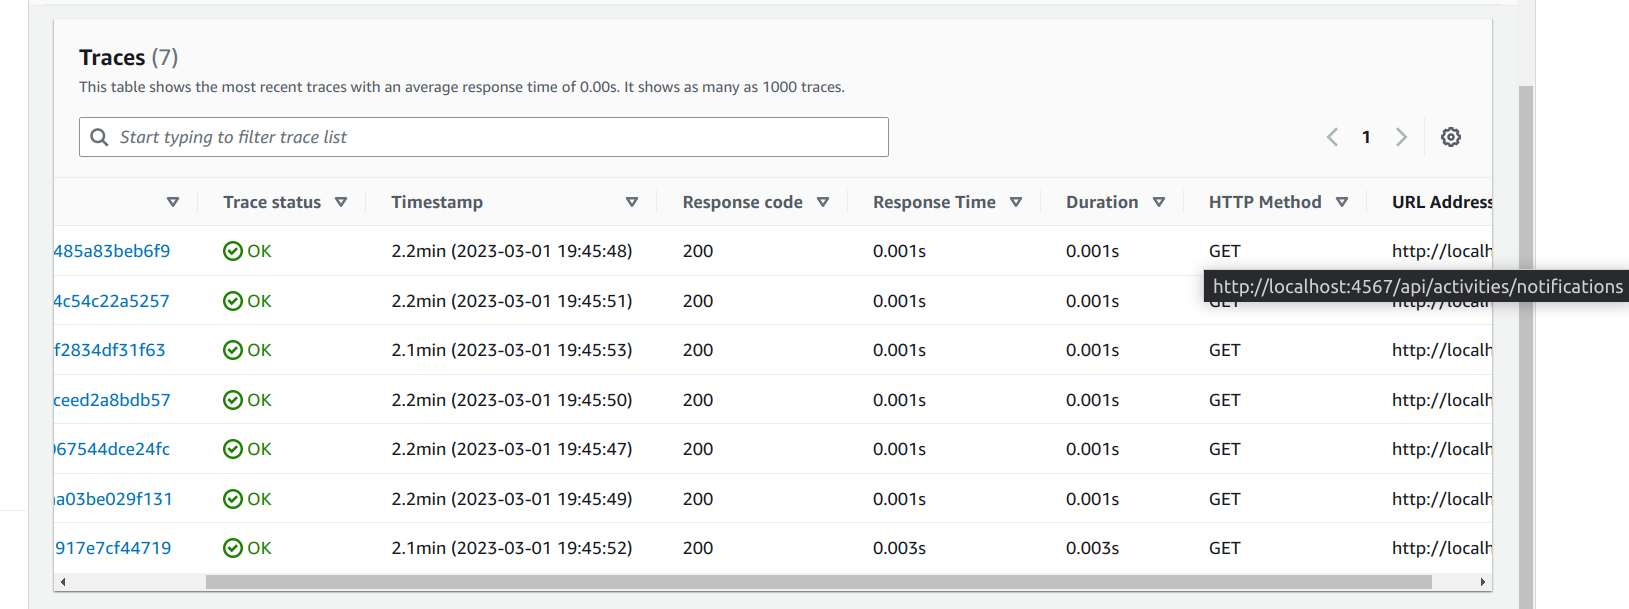 Traces (7)
This table shows the most recent traces with an average response time of 0.00s. It shows as many as 1000 traces.
Start typing to filter trace list
1
Trace status Timestamp Response code Response Time Duration HTTP Method URL Address
485a83beb6f9 OK 2.2min (2023-03-01 19:45:48) 200 0.001s 0.001s GET http://localh
http://localhost:4567/api/activities/notifications
4c54c22a5257 OK 2.2min (2023-03-01 19:45:51) 200 0.001s 0.001s GET http://localh
f2834df31f63 OK 2.1min (2023-03-01 19:45:53) 200 0.001s 0.001s GET http://localh
ceed2a8bdb57 OK 2.2min (2023-03-01 19:45:50) 200 0.001s 0.001s GET http://localh
067544dce24fc OK 2.2min (2023-03-01 19:45:47) 200 0.001s 0.001s GET http://localh
a03be029f131 OK 2.2min (2023-03-01 19:45:49) 200 0.001s 0.001s GET http://localh
917e7cf44719 OK 2.1min (2023-03-01 19:45:52) 200 0.003s 0.003s GET http://localh